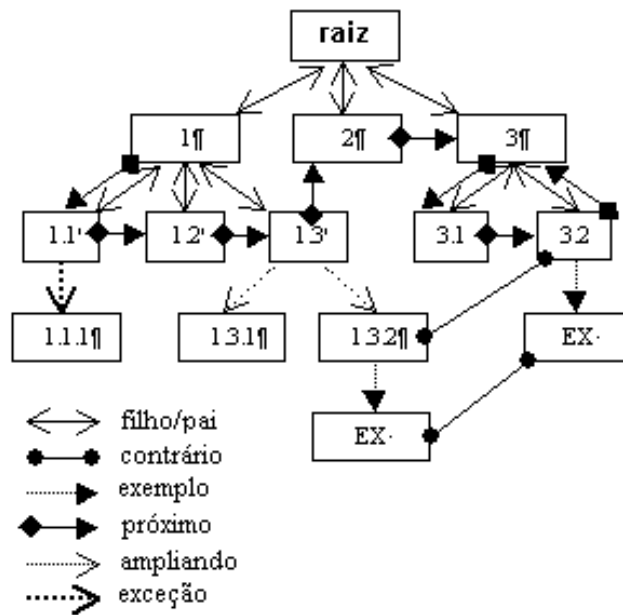 raiz
1¶ 2¶ 3¶
1.1' 1.2' 1.3' 3.1 3.2
1.1.1¶ 1.3.1¶ 1.3.2¶ EX·
EX·
filho/pai
contrário
exemplo
próximo
ampliando
exceção